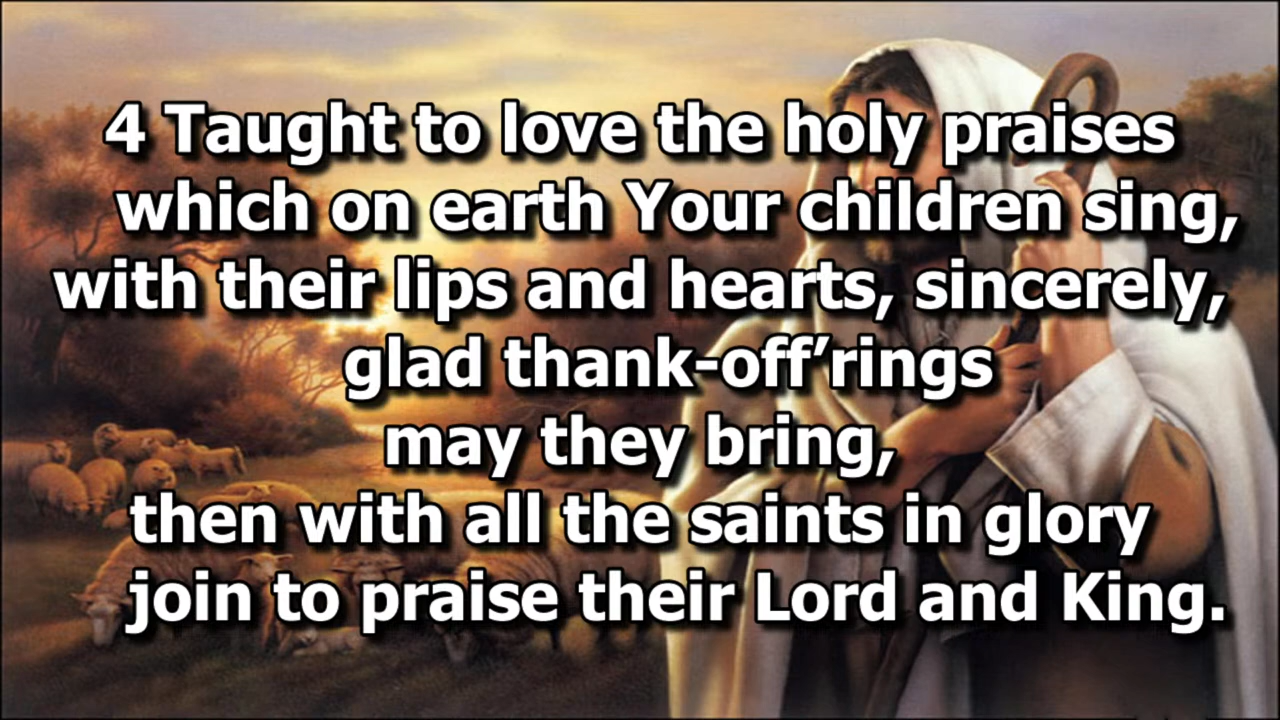 4 Taught to love the holy praises
which on earth Your children sing,
with their lips and hearts, sincerely,
glad thank-off’rings
may they bring,
then with all the saints in glory
join to praise their Lord and King.